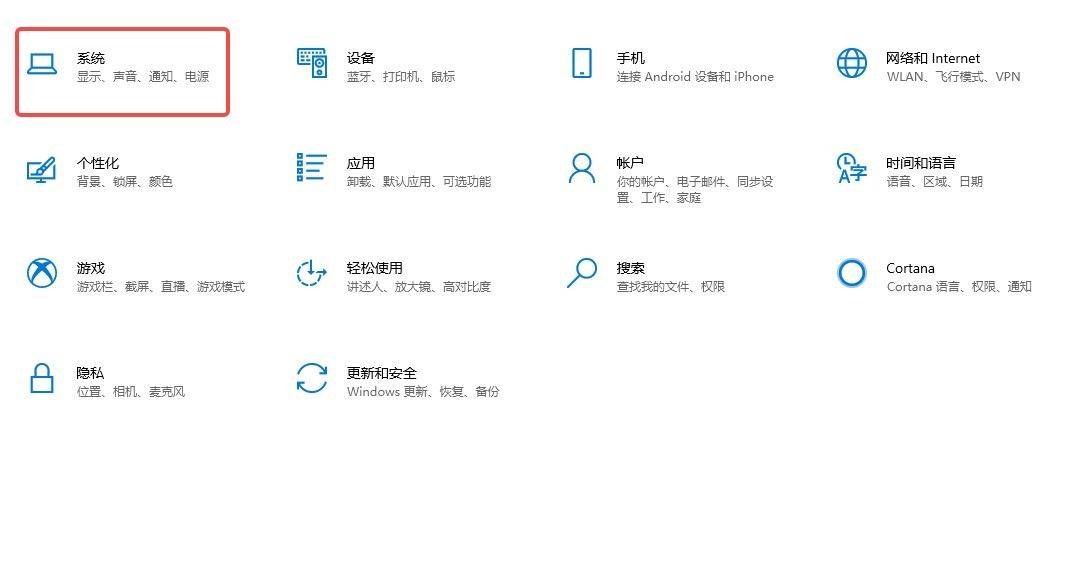 系统
显示、声音、通知、电源
设备
蓝牙、打印机、鼠标
手机
连接 Android 设备和 iPhone
网络和 Internet
WLAN、飞行模式、VPN
个性化
背景、锁屏、颜色
应用
卸载、默认应用、可选功能
帐户
你的帐户、电子邮件、同步设
置、工作、家庭
时间和语言
语音、区域、日期
游戏
游戏栏、截屏、直播、游戏模式
轻松使用
讲述人、放大镜、高对比度
搜索
查找我的文件、权限
Cortana
Cortana 语言、权限、通知
隐私
位置、相机、麦克风
更新和安全
Windows 更新、恢复、备份